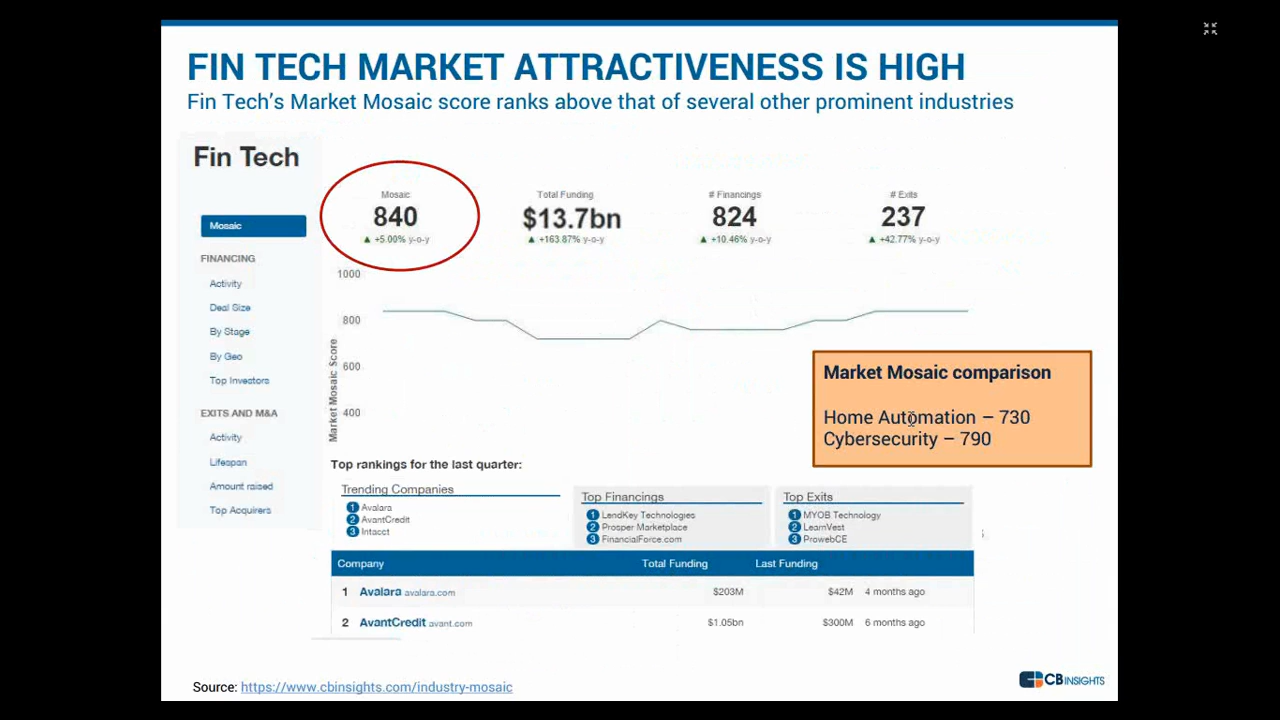 FIN TECH MARKET ATTRACTIVENESS IS HIGH
Fin Tech's Market Mosaic score ranks above that of several other prominent industries
Fin Tech
Mosaic
FINANCING
Activity
Deal Size
By Stage
By Geo
Top Investors
EXITS AND M&A
Activity
Lifespan
Amount raised
Top Acquirers
Mosaic
840
▲ +5.00% y-o-y
Total Funding
$13.7bn
▲ +163.87% y-o-y
# Financings
824
▲ +10.46% y-o-y
# Exits
237
▲ +42.77% y-o-y
1000
800
600
400
Market Mosaic Score
Market Mosaic comparison
Home Automation – 730
Cybersecurity – 790
Top rankings for the last quarter:
Trending Companies
1 Avalara
2 AvantCredit
3 Intacct
Top Financings
1 LendKey Technologies
2 Prosper Marketplace
3 FinancialForce.com
Top Exits
1 MYOB Technology
2 LearnVest
3 ProwebCE
Company Total Funding Last Funding
1 Avalara avalara.com $203M $42M 4 months ago
2 AvantCredit avant.com $1.05bn $300M 6 months ago
Source: https://www.cbinsights.com/industry-mosaic
CBINSIGHTS